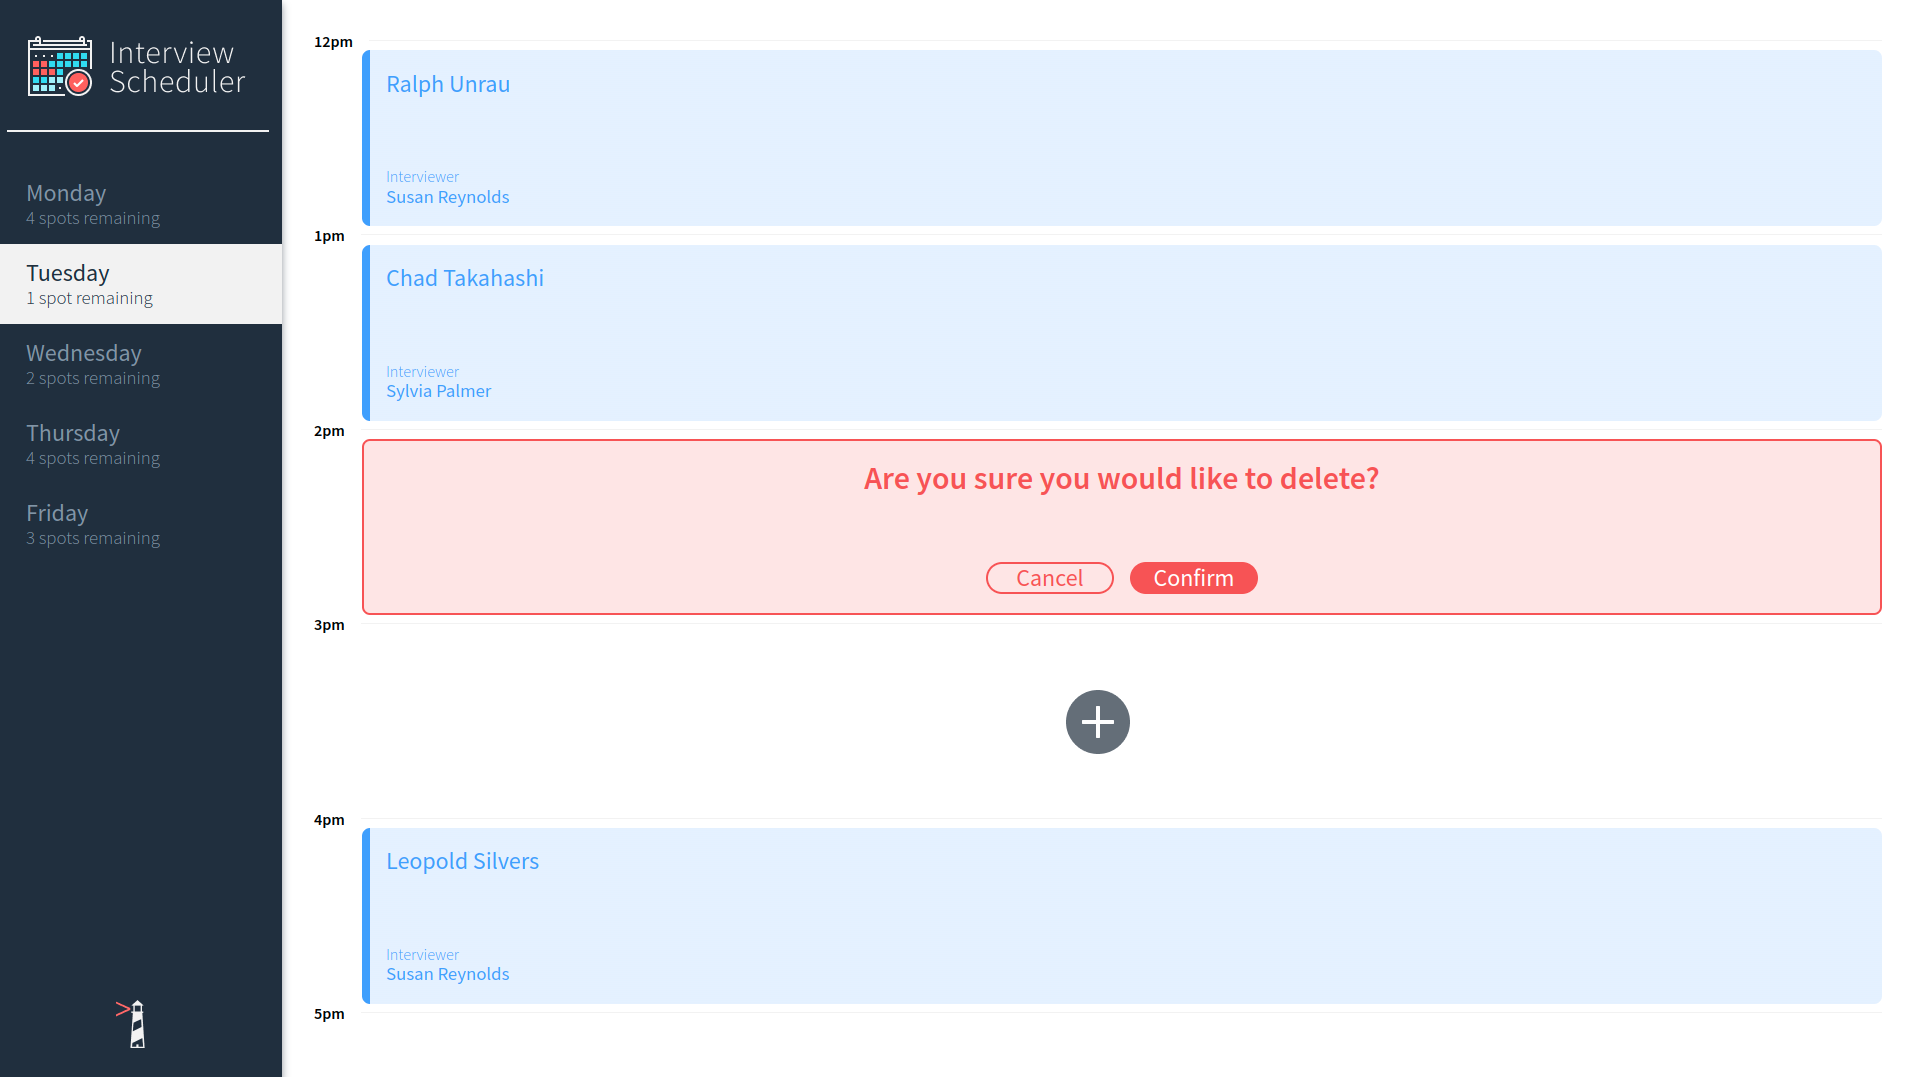 Interview
Scheduler
Monday
4 spots remaining
Tuesday
1 spot remaining
Wednesday
2 spots remaining
Thursday
4 spots remaining
Friday
3 spots remaining
12pm
Ralph Unrau
Interviewer
Susan Reynolds
1pm
Chad Takahashi
Interviewer
Sylvia Palmer
2pm
Are you sure you would like to delete?
Cancel Confirm
3pm
4pm
Leopold Silvers
Interviewer
Susan Reynolds
5pm